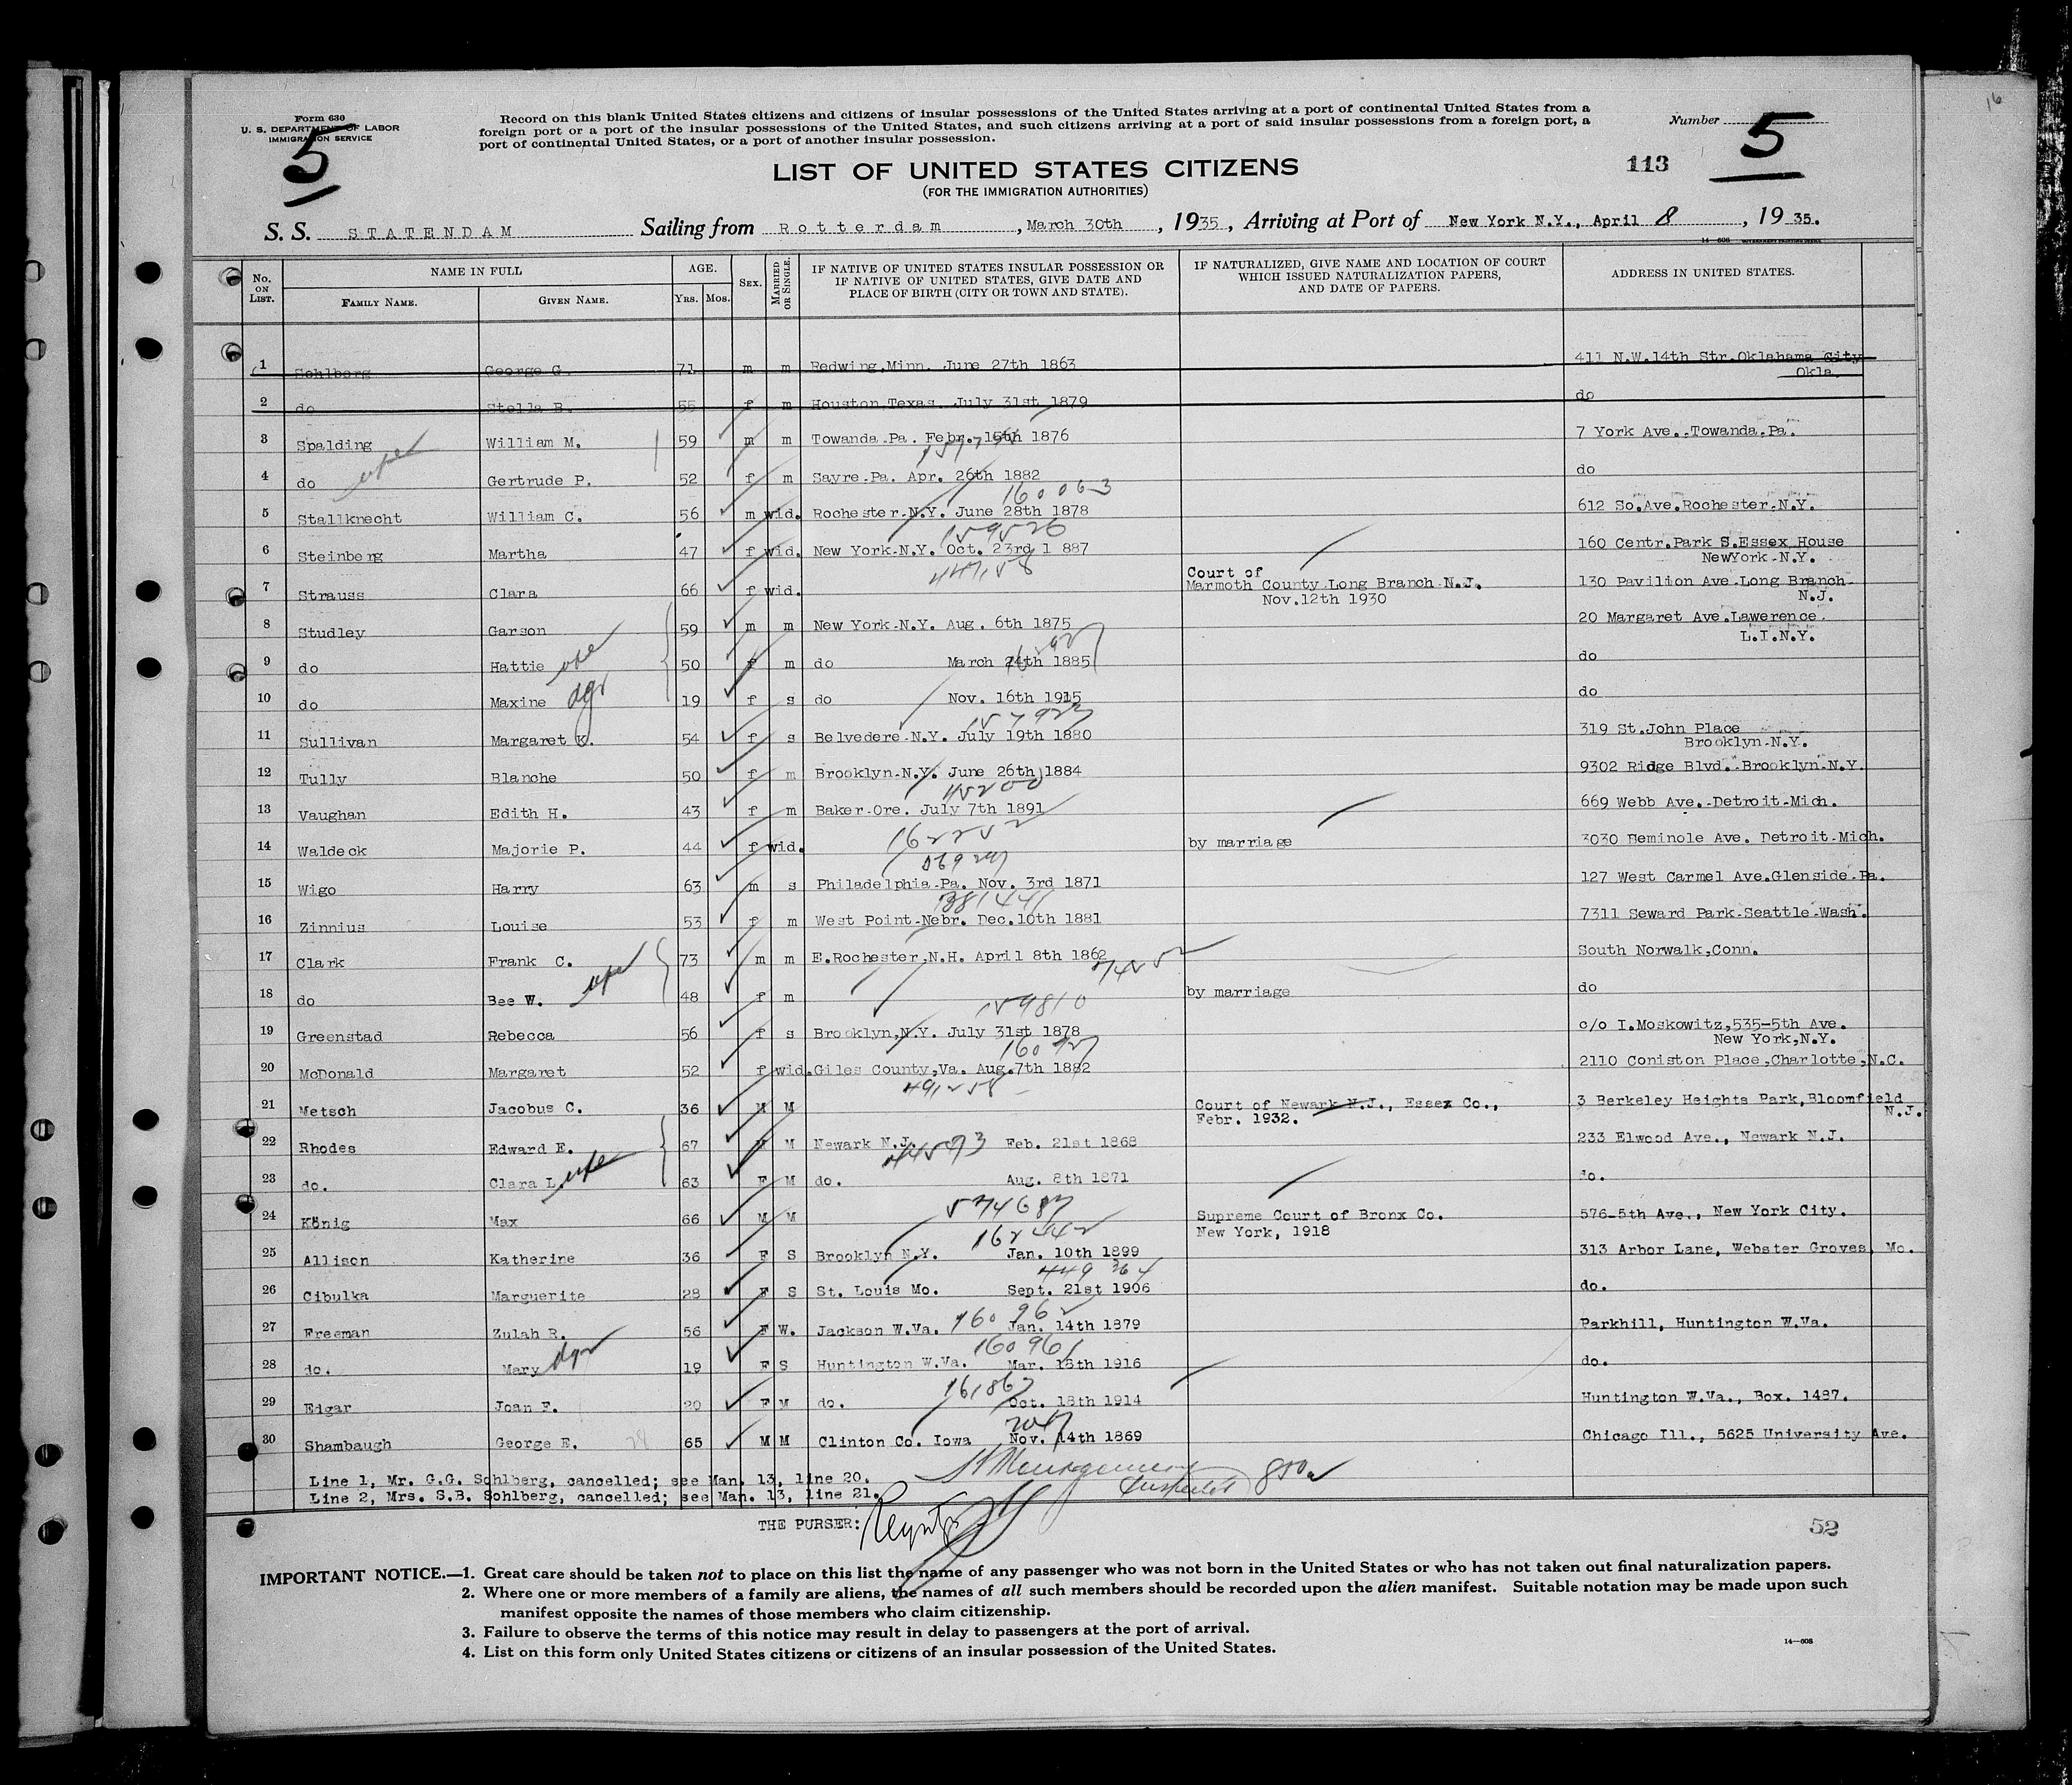 Form 630
U. S. DEPARTMENT OF LABOR
IMMIGRATION SERVICE
5
Record on this blank United States citizens and citizens of insular possessions of the United States arriving at a port of continental United States from a
foreign port or a port of the insular possessions of the United States, and such citizens arriving at a port of said insular possessions from a foreign port, a
port of continental United States, or a port of another insular possession.
Number 5
113
LIST OF UNITED STATES CITIZENS
(FOR THE IMMIGRATION AUTHORITIES)
S. S. STATENDAM Sailing from Rotterdam, March 30th, 1935, Arriving at Port of New York N.Y., April 8, 19 35.
14-608
No. ON LIST. NAME IN FULL FAMILY NAME. GIVEN NAME. AGE. YRS. MOS. SEX. MARRIED OR SINGLE. IF NATIVE OF UNITED STATES INSULAR POSSESSION OR IF NATIVE OF UNITED STATES, GIVE DATE AND PLACE OF BIRTH (CITY OR TOWN AND STATE). IF NATURALIZED, GIVE NAME AND LOCATION OF COURT WHICH ISSUED NATURALIZATION PAPERS, AND DATE OF PAPERS. ADDRESS IN UNITED STATES.
1 Sohlberg George G. 71 m m Redwing, Minn. June 27th 1863 411 N.W.14th Str. Oklahama City
Okla.
2 do Stella B. 55 f m Houston Texas. July 31st 1879 do
3 Spalding William M. 59 m m Towanda Pa. Febr. 15th 1876 7 York Ave., Towanda, Pa.
4 do Gertrude P. 52 f m Sayre-Pa. Apr. 26th 1882 do
160063
5 Stallknecht William C. 56 m wid. Rochester-N.Y. June 28th 1878 612 So.Ave.Rochester-N.Y.
159526
6 Steinberg Martha 47 f wid. New York-N.Y. Oct. 23rd 1 887 160 Centr.Park S.Essex House
NewYork-N.Y.
Court of
7 Strauss Clara 66 f wid. Marmoth County Long Branch N.J. 130 Pavilion Ave-Long Branch-
Nov.12th 1930 N.J.
8 Studley Garson 59 m m New York-N.Y. Aug. 6th 1875 20 Margaret Ave.Lawerence.
L.I.N.Y.
9 do Hattie 50 f m do March 24th 1885 do
10 do Maxine dgr 19 f s do Nov. 16th 1915 do
11 Sullivan Margaret K. 54 f s Belvedere-N.Y. July 19th 1880 319 St.John Place
Brooklyn-N.Y.
12 Tully Blanche 50 f m Brooklyn-N.Y. June 26th 1884 9302 Ridge Blvd.-Brooklyn-N.Y.
13 Vaughan Edith H. 43 f m Baker-Ore. July 7th 1891 669 Webb Ave.-Detroit-Mich.
14 Waldeck Majorie P. 44 f wid. by marriage 3030 Seminole Ave. Detroit-Mich.
15 Wigo Harry 63 m s Philadelphia-Pa. Nov. 3rd 1871 127 West Carmel Ave.Glenside-Pa.
16 Zinnius Louise 53 f m West Point-Nebr. Dec.10th 1881 7311 Seward Park-Seattle-Wash.
17 Clark Frank C. 73 m m E.Rochester,N.H. April 8th 1862 South Norwalk,Conn.
18 do Bee W. 48 f m by marriage do
159810
19 Greenstad Rebecca 56 f s Brooklyn,N.Y. July 31st 1878 c/o I.Moskowitz,535-5th Ave.
New York,N.Y.
20 McDonald Margaret 52 f wid. Giles County,Va. Aug.7th 1882 2110 Coniston Place,Charlotte,N.C.
21 Metsch Jacobus C. 36 M M Court of Newark N.J., Essex Co., 3 Berkeley Heights Park,Bloomfield
Febr. 1932. N.J.
22 Rhodes Edward E. 67 M M Newark N.J. Feb. 21st 1868 233 Elwood Ave., Newark N.J.
23 do. Clara L. 63 F M do. Aug. 8th 1871 do.
24 König Max 66 M M Supreme Court of Bronx Co. 576-5th Ave., New York City.
New York, 1918
162442
25 Allison Katherine 36 F S Brooklyn N.Y. Jan. 10th 1899 313 Arbor Lane, Webster Groves, Mo.
449364
26 Cibulka Marguerite 28 F S St. Louis Mo. Sept. 21st 1906 do.
160962
27 Freeman Zulah R. 56 F W. Jackson W.Va. Jan. 14th 1879 Parkhill, Huntington W.Va.
160961
28 do. Mary dgr 19 F S Huntington W.Va. Mar. 15th 1916 do.
29 Edgar Joan F. 20 F M do. Oct. 18th 1914 Huntington W.Va., Box. 1487.
30 Shambaugh George E. 65 M M Clinton Co. Iowa Nov. 14th 1869 Chicago Ill., 5625 University Ave.
Line 1, Mr. G.G. Sohlberg, cancelled; see Man. 13, line 20.
Line 2, Mrs. S.B. Sohlberg, cancelled; see Man. 13, line 21.
THE PURSER:
52
IMPORTANT NOTICE.—1. Great care should be taken not to place on this list the name of any passenger who was not born in the United States or who has not taken out final naturalization papers.
2. Where one or more members of a family are aliens, the names of all such members should be recorded upon the alien manifest. Suitable notation may be made upon such
manifest opposite the names of those members who claim citizenship.
3. Failure to observe the terms of this notice may result in delay to passengers at the port of arrival.
4. List on this form only United States citizens or citizens of an insular possession of the United States.
14-608